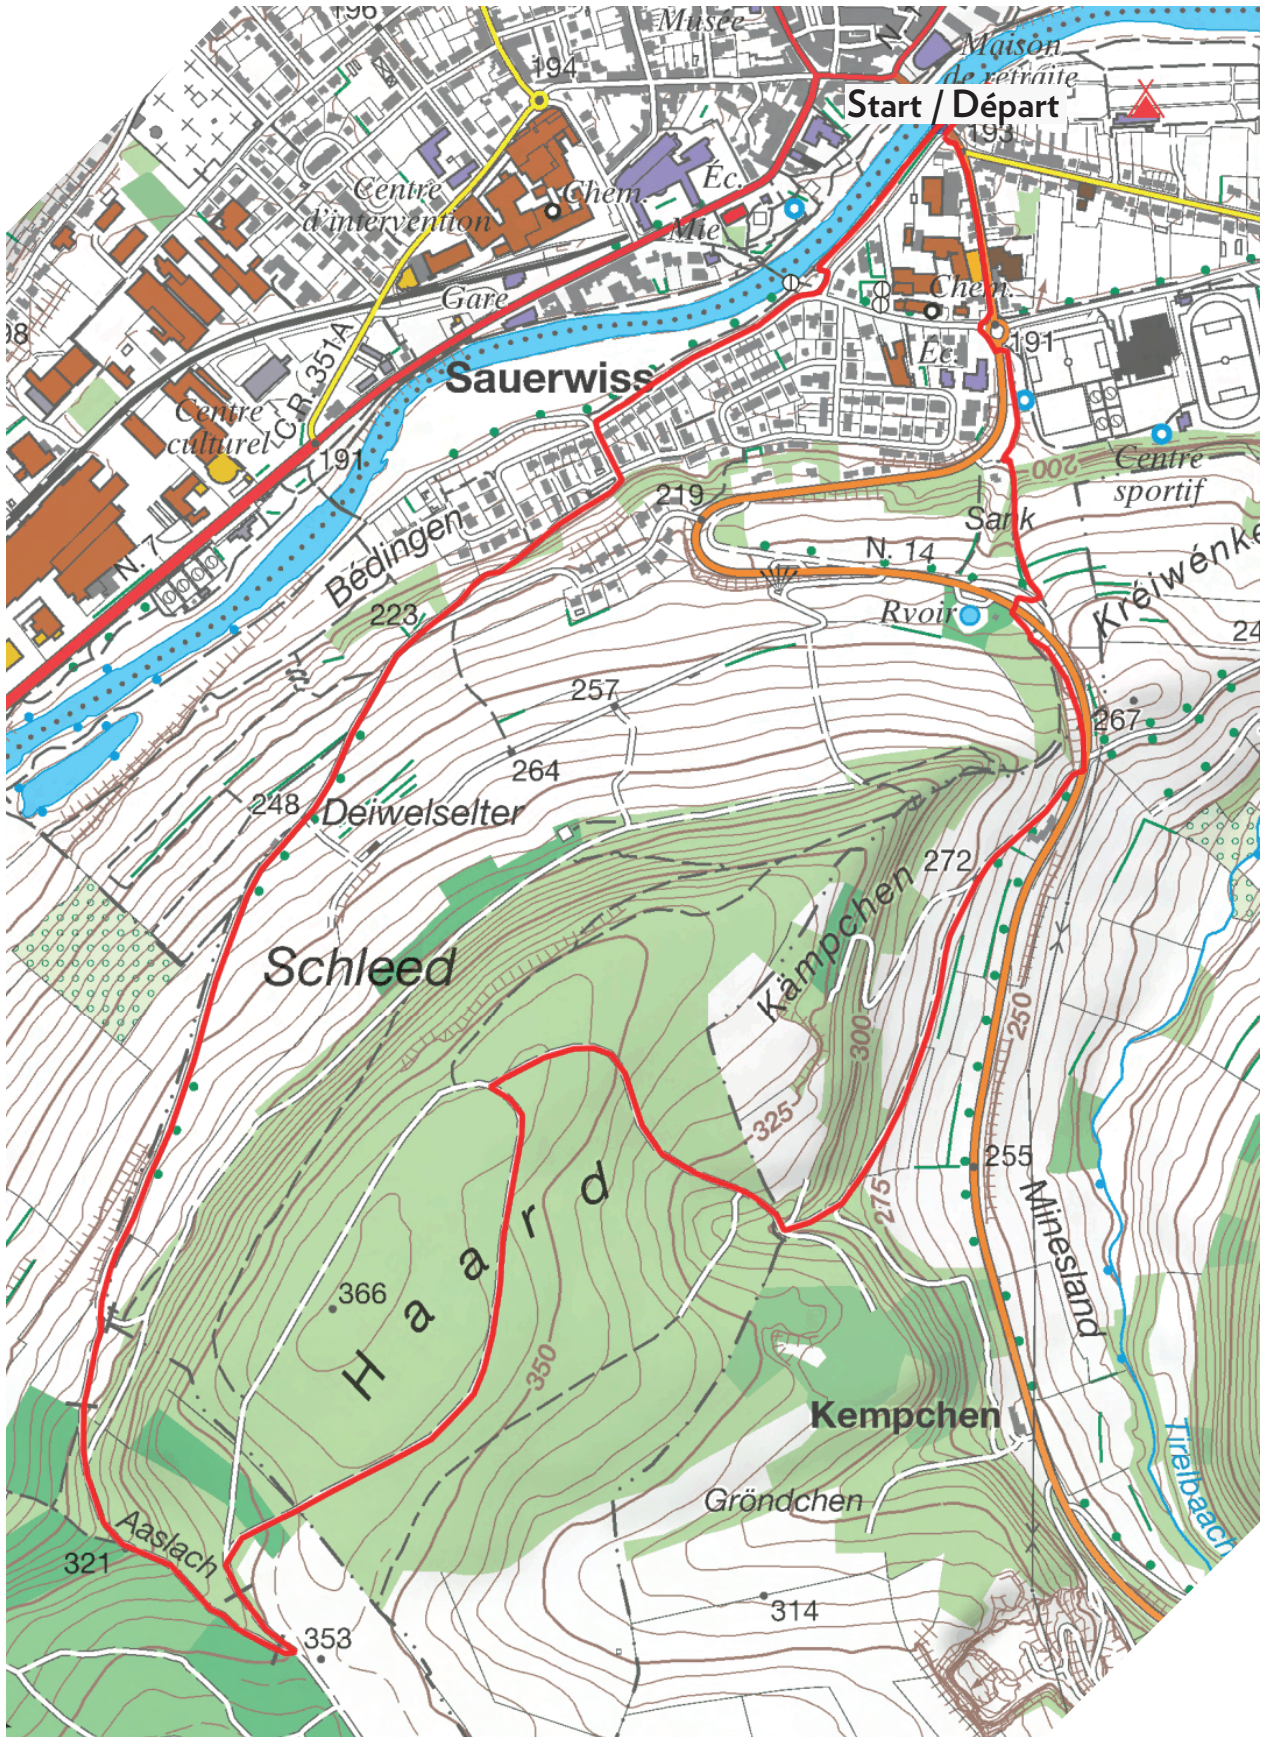 196
Musée
N. 7
Maison
de retraite
194
Start / Départ
193
Centre
d'intervention
Chem.
Éc.
Mie
Gare
Chem.
98
C. R. 351A
191
Éc.
Sauerwiss
Centre
culturel
191
Centre
sportif
200
219
Sank
N. 7
Bédingen
N. 14
Kréiwénke
Rvoir
223
24
257
267
264
248
Deiwelselter
272
Kämpchen
Schleed
250
300
325
255
275
Minesland
Haard
366
350
Kempchen
Tirelbaach
Gröndchen
Aaslach
321
314
353